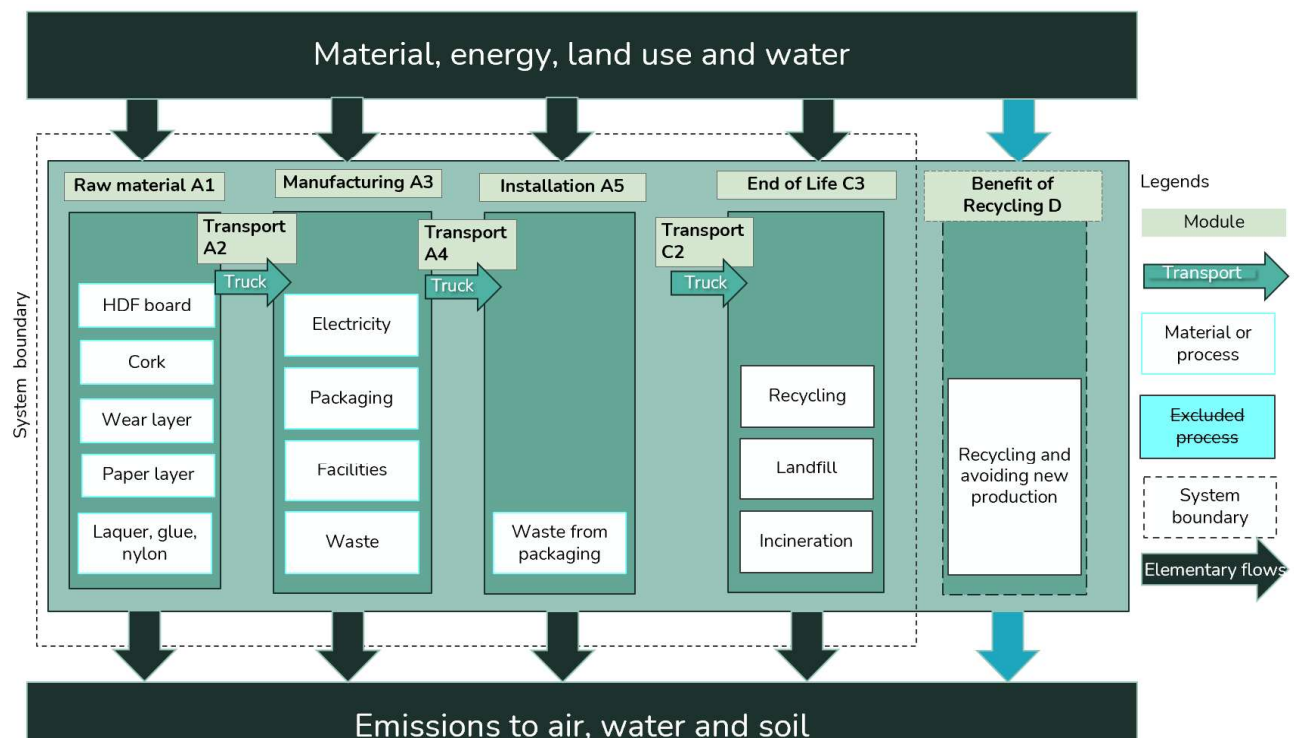 Material, energy, land use and water
System boundary
Raw material A1
HDF board
Cork
Wear layer
Paper layer
Laquer, glue,
nylon
Transport
A2
Truck
Manufacturing A3
Electricity
Packaging
Facilities
Waste
Transport
A4
Truck
Installation A5
Waste from
packaging
Transport
C2
Truck
End of Life C3
Recycling
Landfill
Incineration
Benefit of
Recycling D
Recycling and
avoiding new
production
Legends
Module
Transport
Material or
process
Excluded
process
System
boundary
Elementary flows
Emissions to air, water and soil